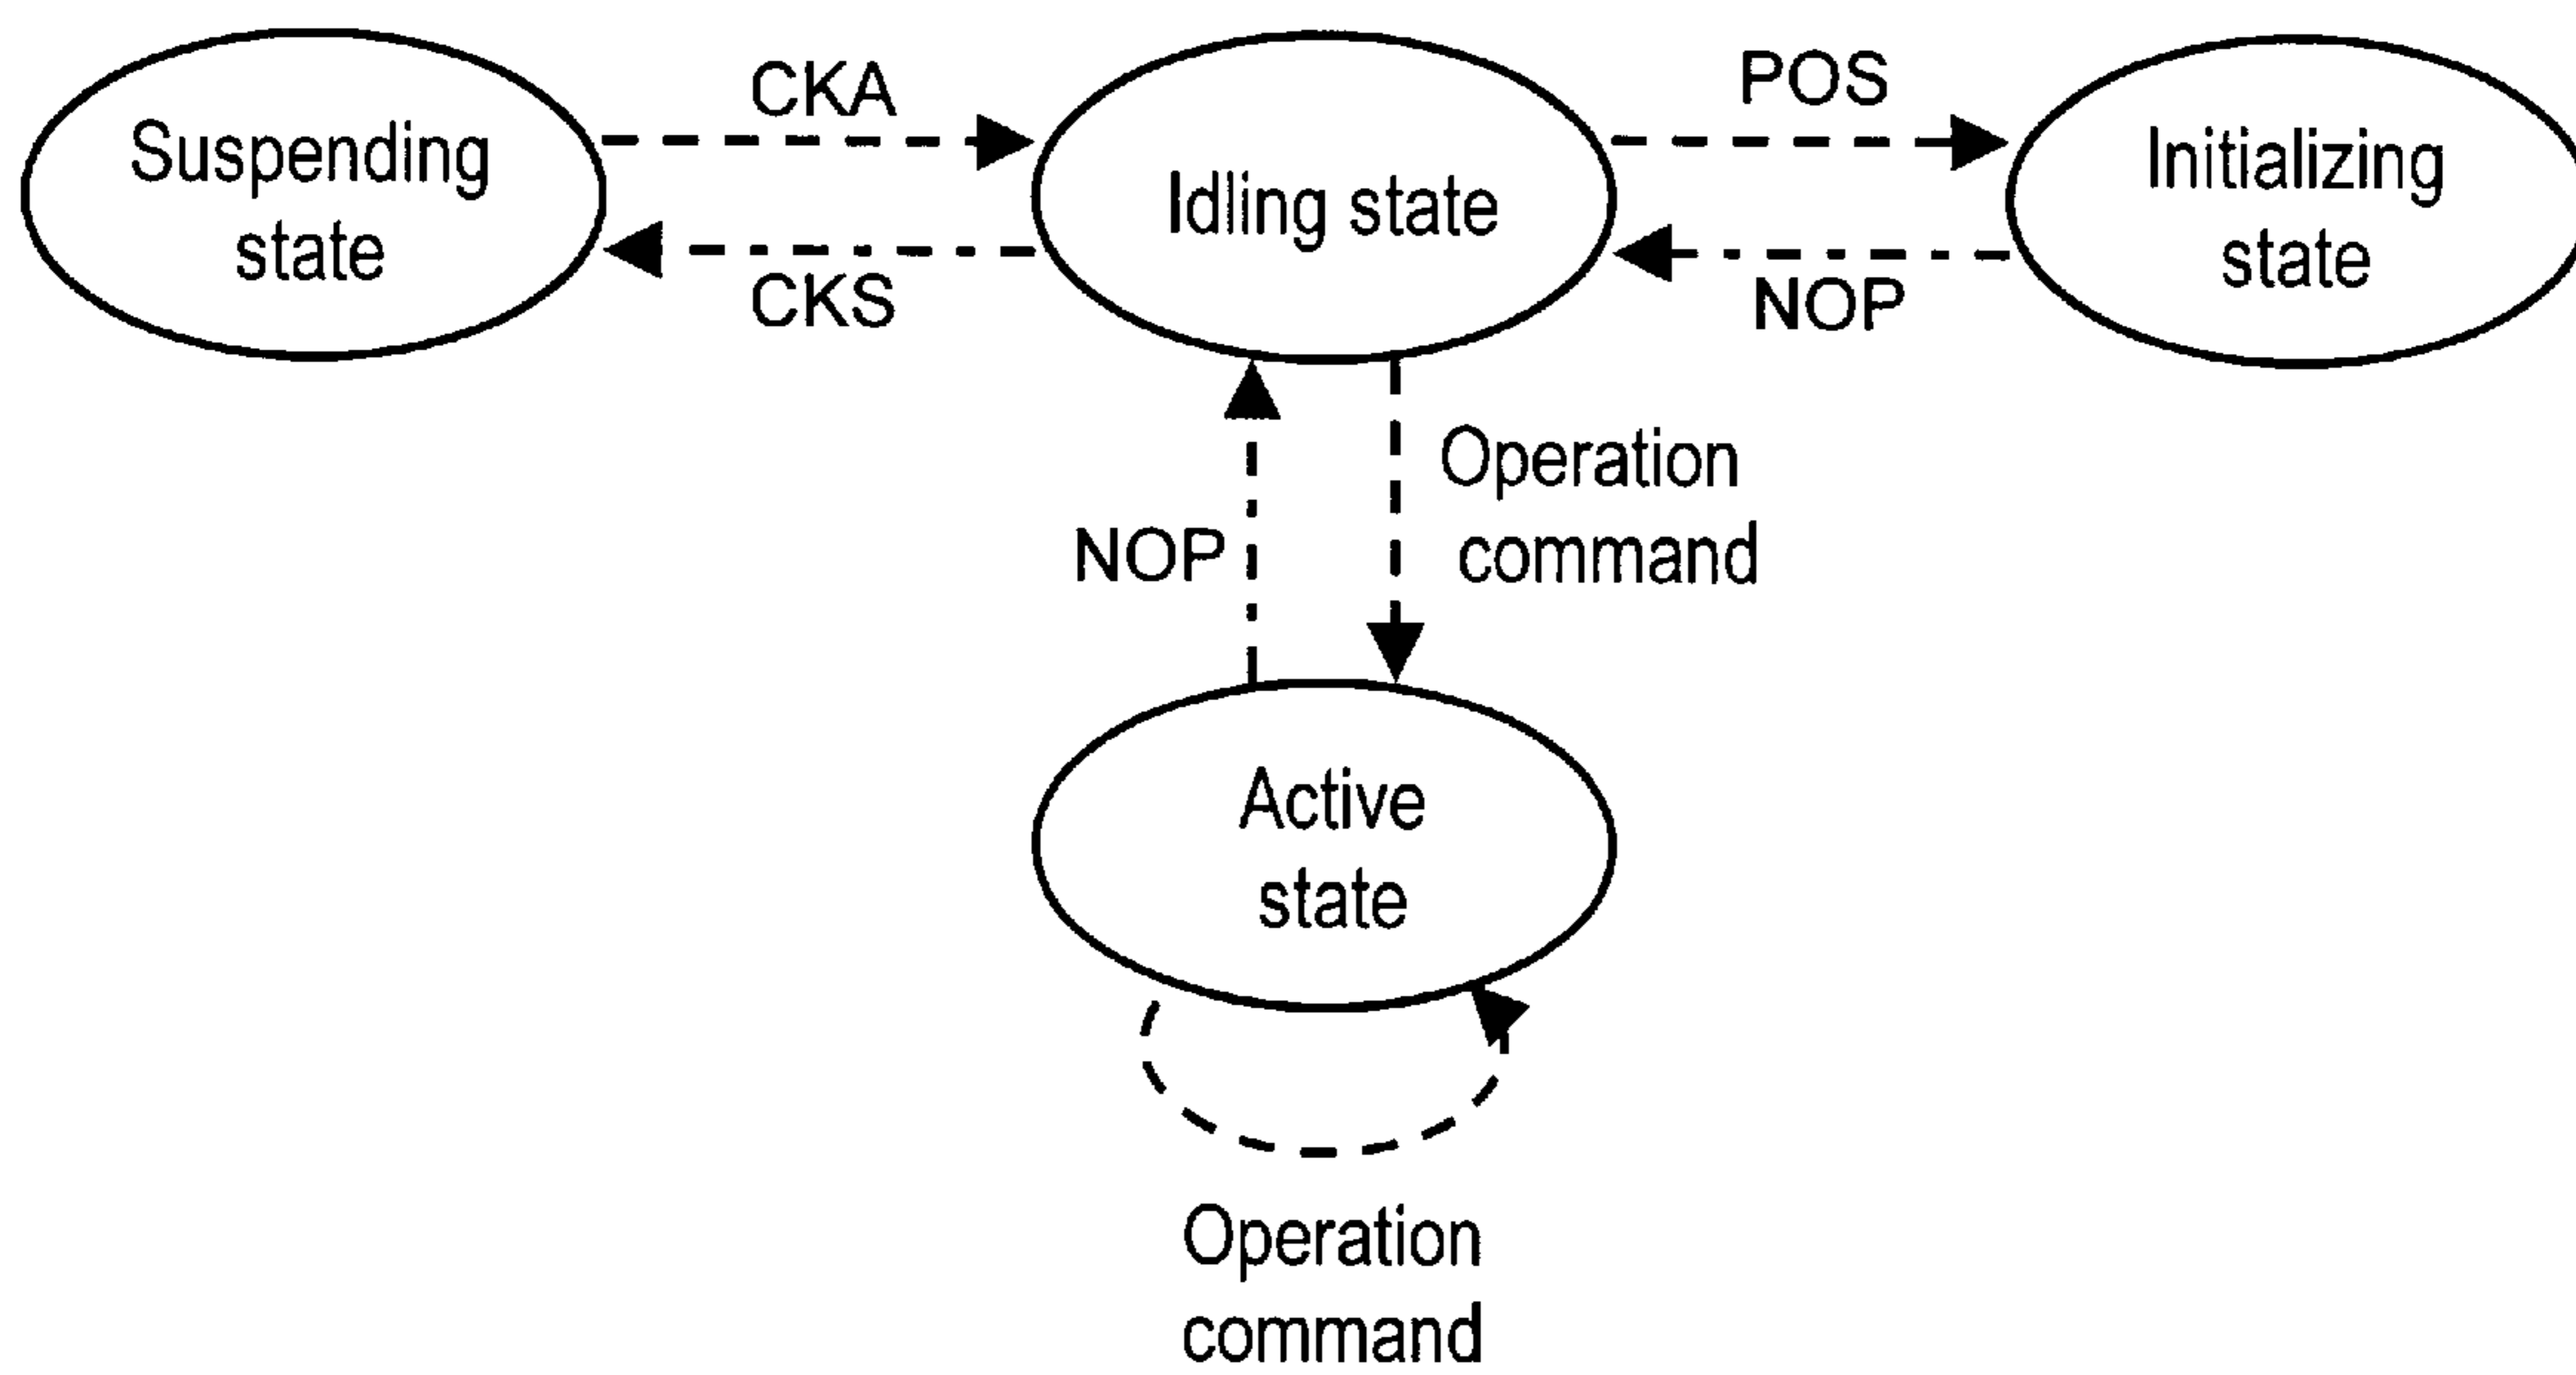 Suspending
state
CKA
CKS
Idling state
POS
NOP
Initializing
state
NOP
Operation
command
Active
state
Operation
command